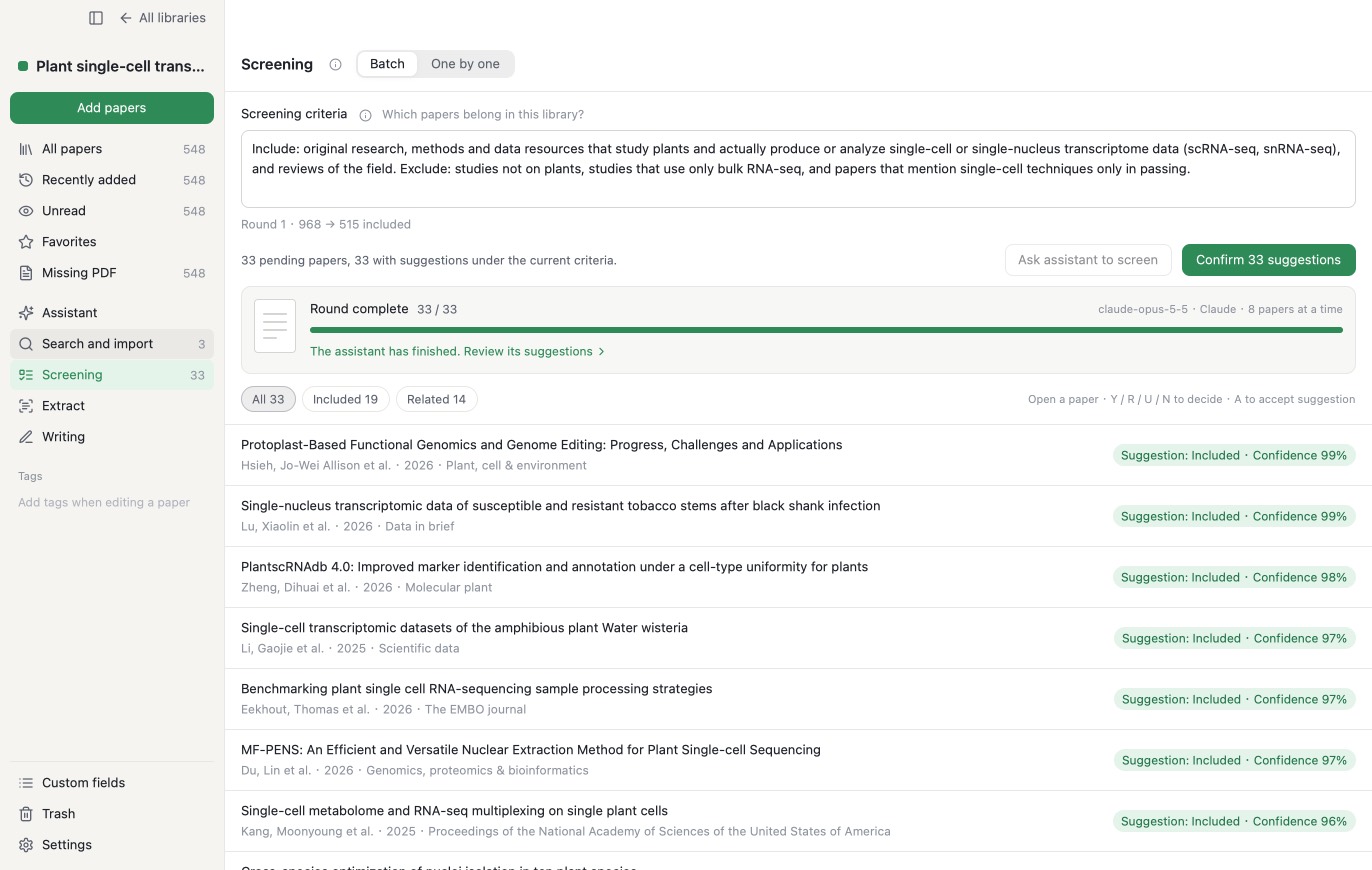 All libraries
Plant single-cell trans...
Add papers
All papers 548
Recently added 548
Unread 548
Favorites
Missing PDF 548
Assistant
Search and import 3
Screening 33
Extract
Writing
Tags
Add tags when editing a paper
Custom fields
Trash
Settings
Screening Batch One by one
Screening criteria Which papers belong in this library?
Include: original research, methods and data resources that study plants and actually produce or analyze single-cell or single-nucleus transcriptome data (scRNA-seq, snRNA-seq),
and reviews of the field. Exclude: studies not on plants, studies that use only bulk RNA-seq, and papers that mention single-cell techniques only in passing.
Round 1 · 968 → 515 included
33 pending papers, 33 with suggestions under the current criteria. Ask assistant to screen Confirm 33 suggestions
Round complete 33 / 33 claude-opus-5-5 · Claude · 8 papers at a time
The assistant has finished. Review its suggestions
All 33 Included 19 Related 14 Open a paper · Y / R / U / N to decide · A to accept suggestion
Protoplast-Based Functional Genomics and Genome Editing: Progress, Challenges and Applications
Hsieh, Jo-Wei Allison et al. · 2026 · Plant, cell & environment
Suggestion: Included · Confidence 99%
Single-nucleus transcriptomic data of susceptible and resistant tobacco stems after black shank infection
Lu, Xiaolin et al. · 2026 · Data in brief
Suggestion: Included · Confidence 99%
PlantscRNAdb 4.0: Improved marker identification and annotation under a cell-type uniformity for plants
Zheng, Dihuai et al. · 2026 · Molecular plant
Suggestion: Included · Confidence 98%
Single-cell transcriptomic datasets of the amphibious plant Water wisteria
Li, Gaojie et al. · 2025 · Scientific data
Suggestion: Included · Confidence 97%
Benchmarking plant single cell RNA-sequencing sample processing strategies
Eekhout, Thomas et al. · 2026 · The EMBO journal
Suggestion: Included · Confidence 97%
MF-PENS: An Efficient and Versatile Nuclear Extraction Method for Plant Single-cell Sequencing
Du, Lin et al. · 2026 · Genomics, proteomics & bioinformatics
Suggestion: Included · Confidence 97%
Single-cell metabolome and RNA-seq multiplexing on single plant cells
Kang, Moonyoung et al. · 2025 · Proceedings of the National Academy of Sciences of the United States of America
Suggestion: Included · Confidence 96%